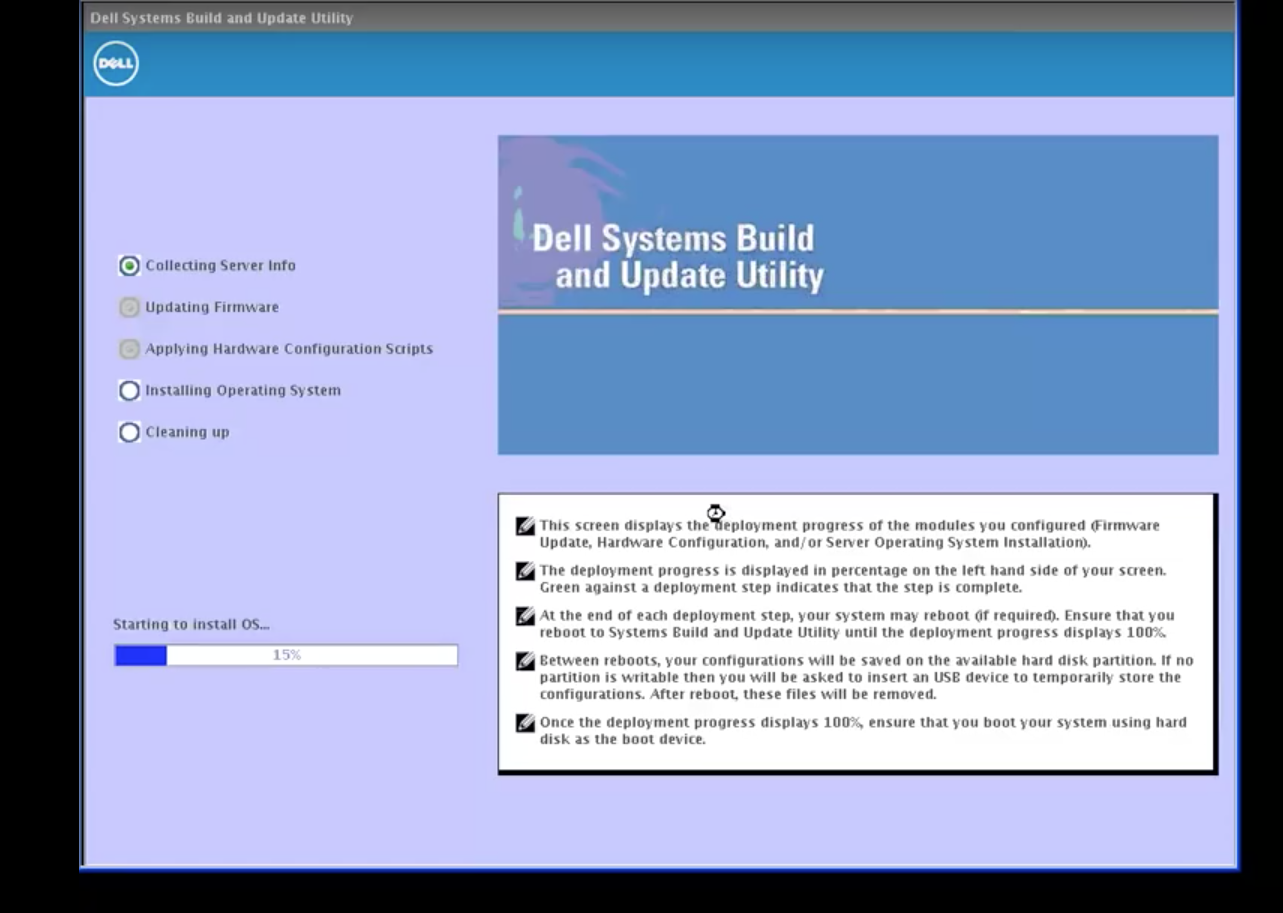 Dell Systems Build and Update Utility
DELL
Dell Systems Build
and Update Utility
Collecting Server Info
Updating Firmware
Applying Hardware Configuration Scripts
Installing Operating System
Cleaning up
Starting to install OS...
15%
This screen displays the deployment progress of the modules you configured (Firmware
Update, Hardware Configuration, and/or Server Operating System Installation).
The deployment progress is displayed in percentage on the left hand side of your screen.
Green against a deployment step indicates that the step is complete.
At the end of each deployment step, your system may reboot (if required). Ensure that you
reboot to Systems Build and Update Utility until the deployment progress displays 100%.
Between reboots, your configurations will be saved on the available hard disk partition. If no
partition is writable then you will be asked to insert an USB device to temporarily store the
configurations. After reboot, these files will be removed.
Once the deployment progress displays 100%, ensure that you boot your system using hard
disk as the boot device.